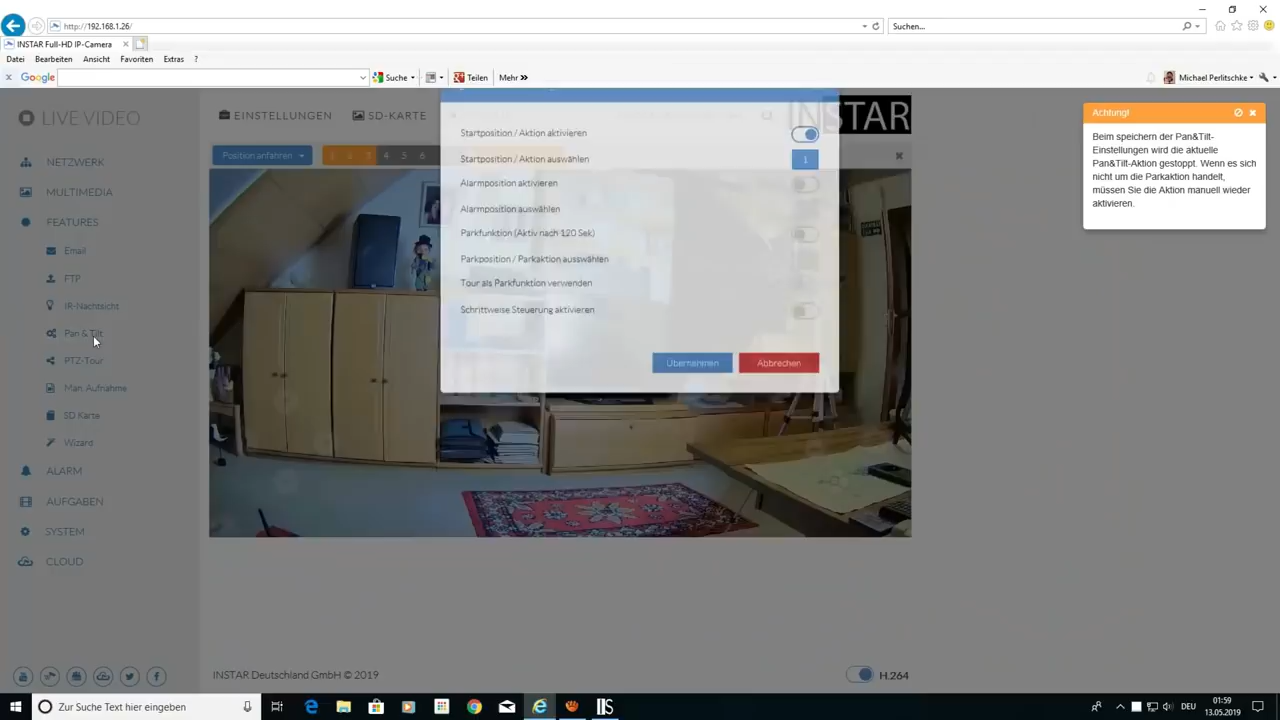 http://192.168.1.26/
Suchen...
INSTAR Full-HD IP-Camera
Datei Bearbeiten Ansicht Favoriten Extras ?
Google Suche Teilen Mehr » Michael Perlitschke
LIVE VIDEO
EINSTELLUNGEN
SD-KARTE
INSTAR
NETZWERK
MULTIMEDIA
FEATURES
Email
FTP
IR-Nachtsicht
Pan & Tilt
PTZ-Tour
Man. Aufnahme
SD Karte
Wizard
ALARM
AUFGABEN
SYSTEM
CLOUD
Position anfahren
4 5 6
Startposition / Aktion aktivieren
Startposition / Aktion auswählen 1
Alarmposition aktivieren
Alarmposition auswählen
Parkfunktion (Aktiv nach 120 Sek)
Parkposition / Parkaktion ausswählen
Tour als Parkfunktion verwenden
Schrittweise Steuerung aktivieren
Übernehmen Abbrechen
Achtung!
Beim speichern der Pan&Tilt-
Einstellungen wird die aktuelle
Pan&Tilt-Aktion gestoppt. Wenn es sich
nicht um die Parkaktion handelt,
müssen Sie die Aktion manuell wieder
aktivieren.
INSTAR Deutschland GmbH © 2019
H.264
Zur Suche Text hier eingeben
DEU
01:59
13.05.2019